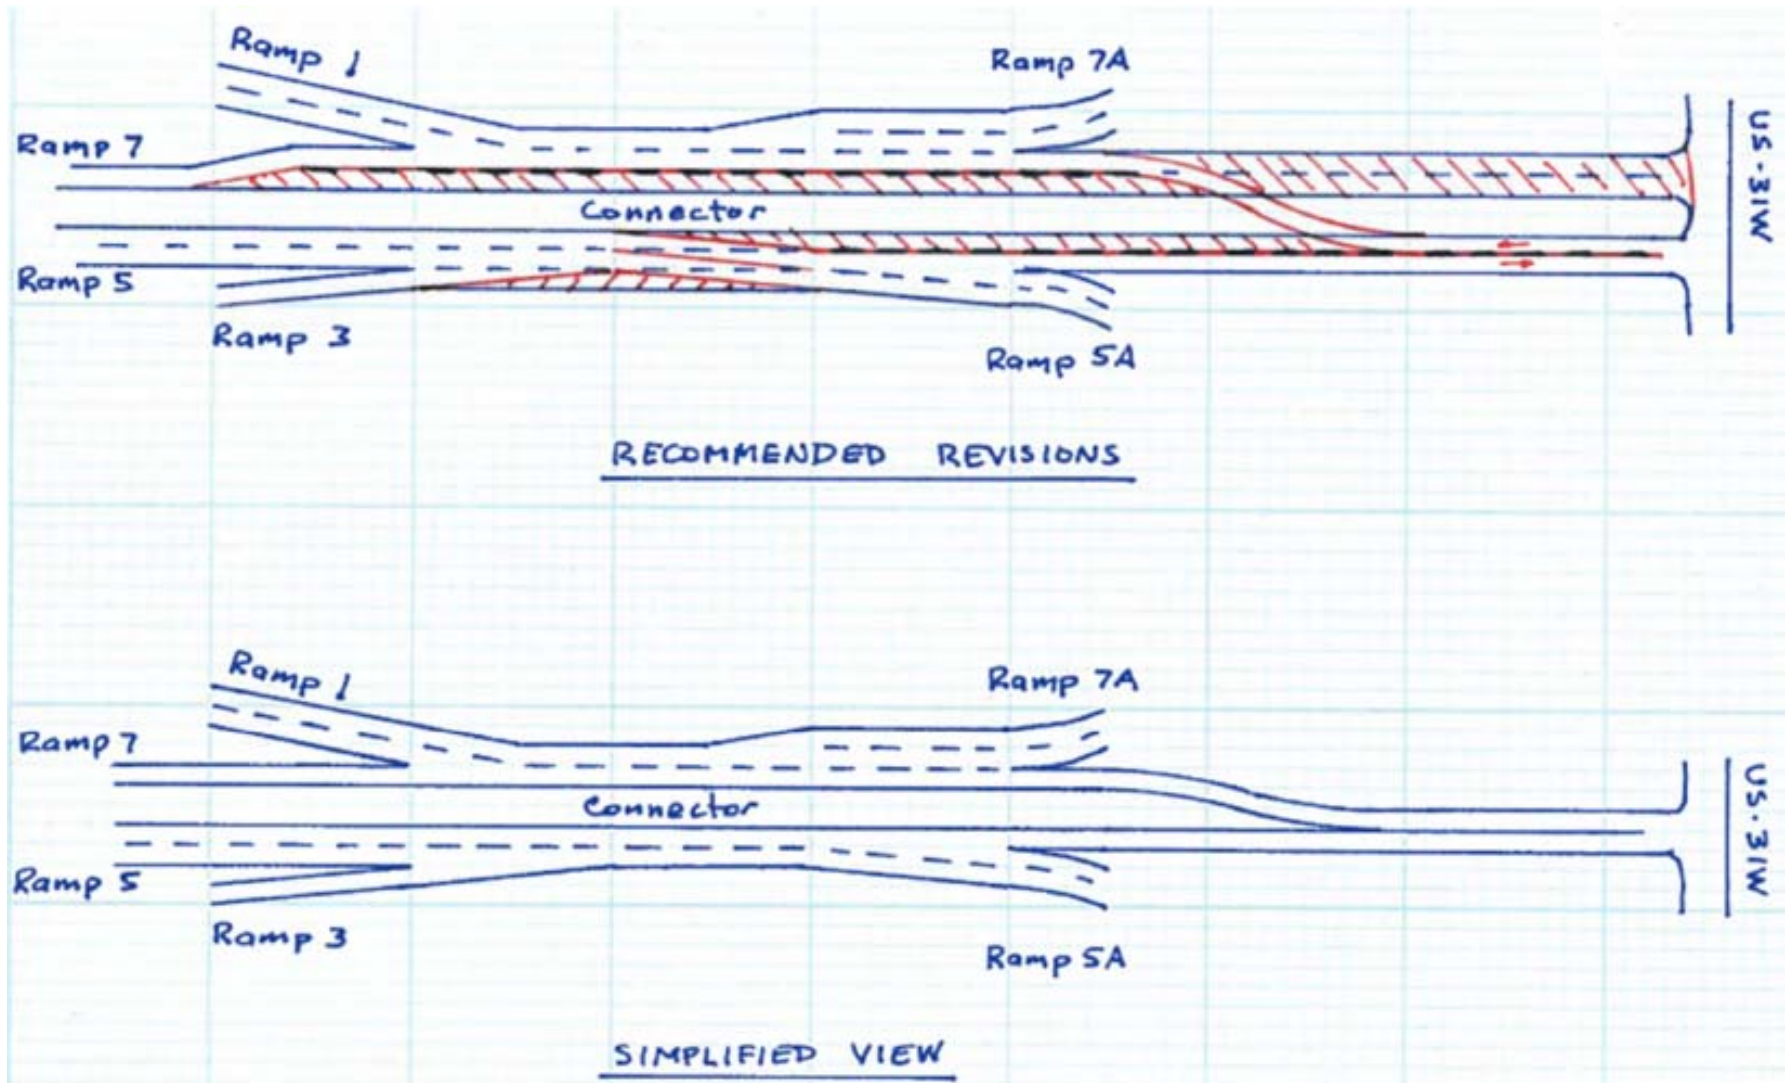 Ramp 1
Ramp 7A
Ramp 7
US-31W
Connector
Ramp 5
Ramp 3
Ramp 5A
RECOMMENDED REVISIONS
Ramp 1
Ramp 7A
Ramp 7
US-31W
Connector
Ramp 5
Ramp 3
Ramp 5A
SIMPLIFIED VIEW